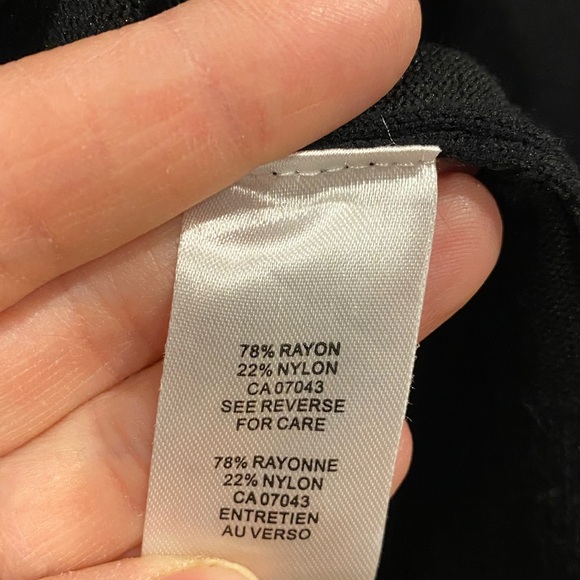 78% RAYON
22% NYLON
CA 07043
SEE REVERSE
FOR CARE
78% RAYONNE
22% NYLON
CA 07043
ENTRETIEN
AU VERSO